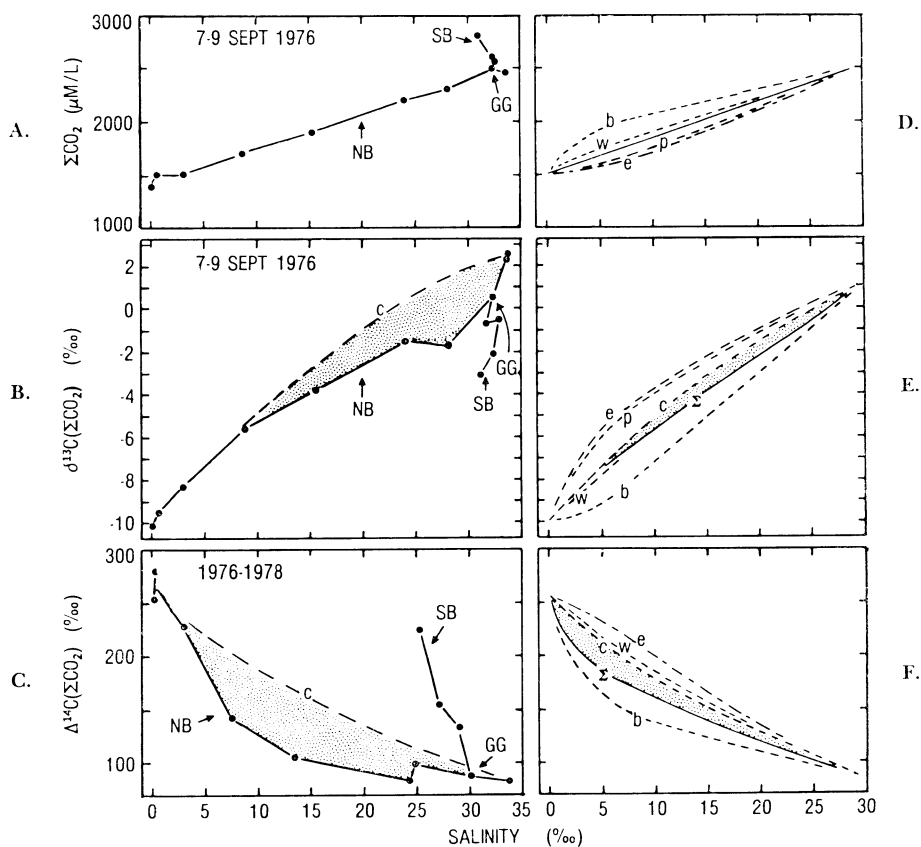 A.
ΣCO₂ (μM/L)
3000
2000
1000
7-9 SEPT 1976
SB
GG
NB
D.
b
w
p
e
B.
δ¹³C(ΣCO₂) (‰)
2
0
-2
-4
-6
-8
-10
7-9 SEPT 1976
c
NB
GG
SB
E.
e
p
c
Σ
w
b
C.
Δ¹⁴C(ΣCO₂) (‰)
300
200
100
1976-1978
SB
c
NB
GG
F.
e
c w
Σ
b
0 5 10 15 20 25 30 35
0 5 10 15 20 25 30
SALINITY (‰)